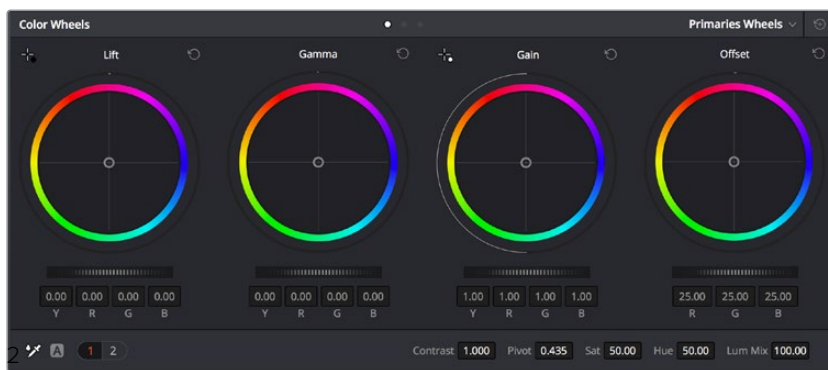 Color Wheels Primaries Wheels
Lift Gamma Gain Offset
0.00 0.00 0.00 0.00 0.00 0.00 0.00 0.00 1.00 1.00 1.00 1.00 25.00 25.00 25.00
Y R G B Y R G B Y R G B R G B
2 A 1 2 Contrast 1.000 Pivot 0.435 Sat 50.00 Hue 50.00 Lum Mix 100.00